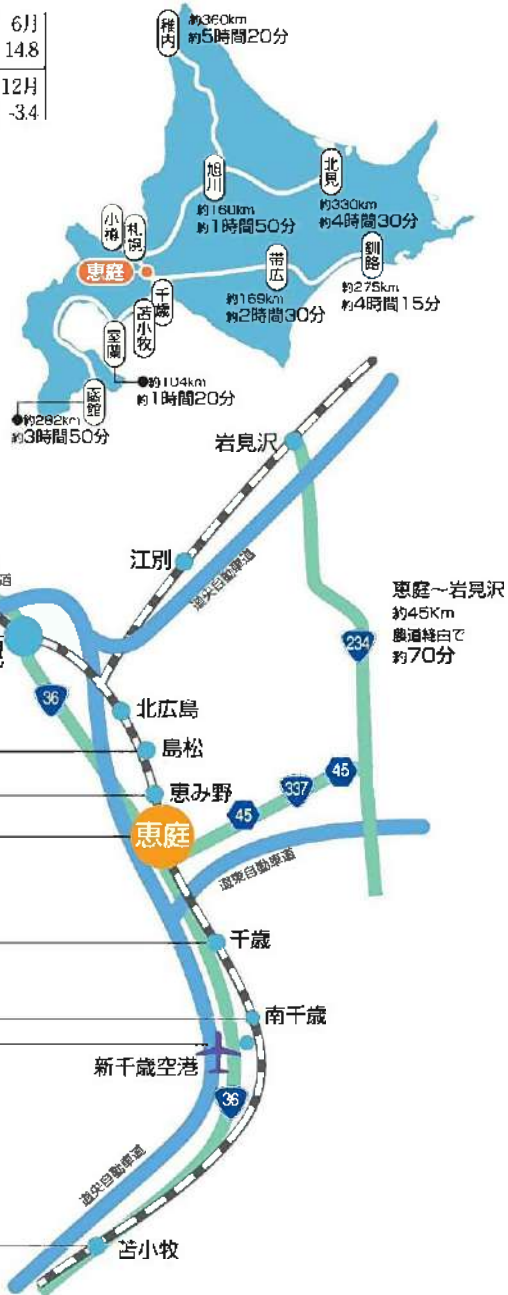 6月
14.8
12月
-3.4
稚内
約360km
約5時間20分
旭川
約160km
約1時間50分
北見
約330km
約4時間30分
小樽
札幌
恵庭
帯広
約169km
約2時間30分
釧路
約275km
約4時間15分
千歳
苫小牧
室蘭
●約104km
約1時間20分
函館
●約282km
約3時間50分
岩見沢
江別
道央自動車道
恵庭～岩見沢
約45Km
農道経由で
約70分
道
234
36
北広島
島松
恵み野
45
337
45
恵庭
道東自動車道
千歳
南千歳
新千歳空港
36
道央自動車道
苫小牧